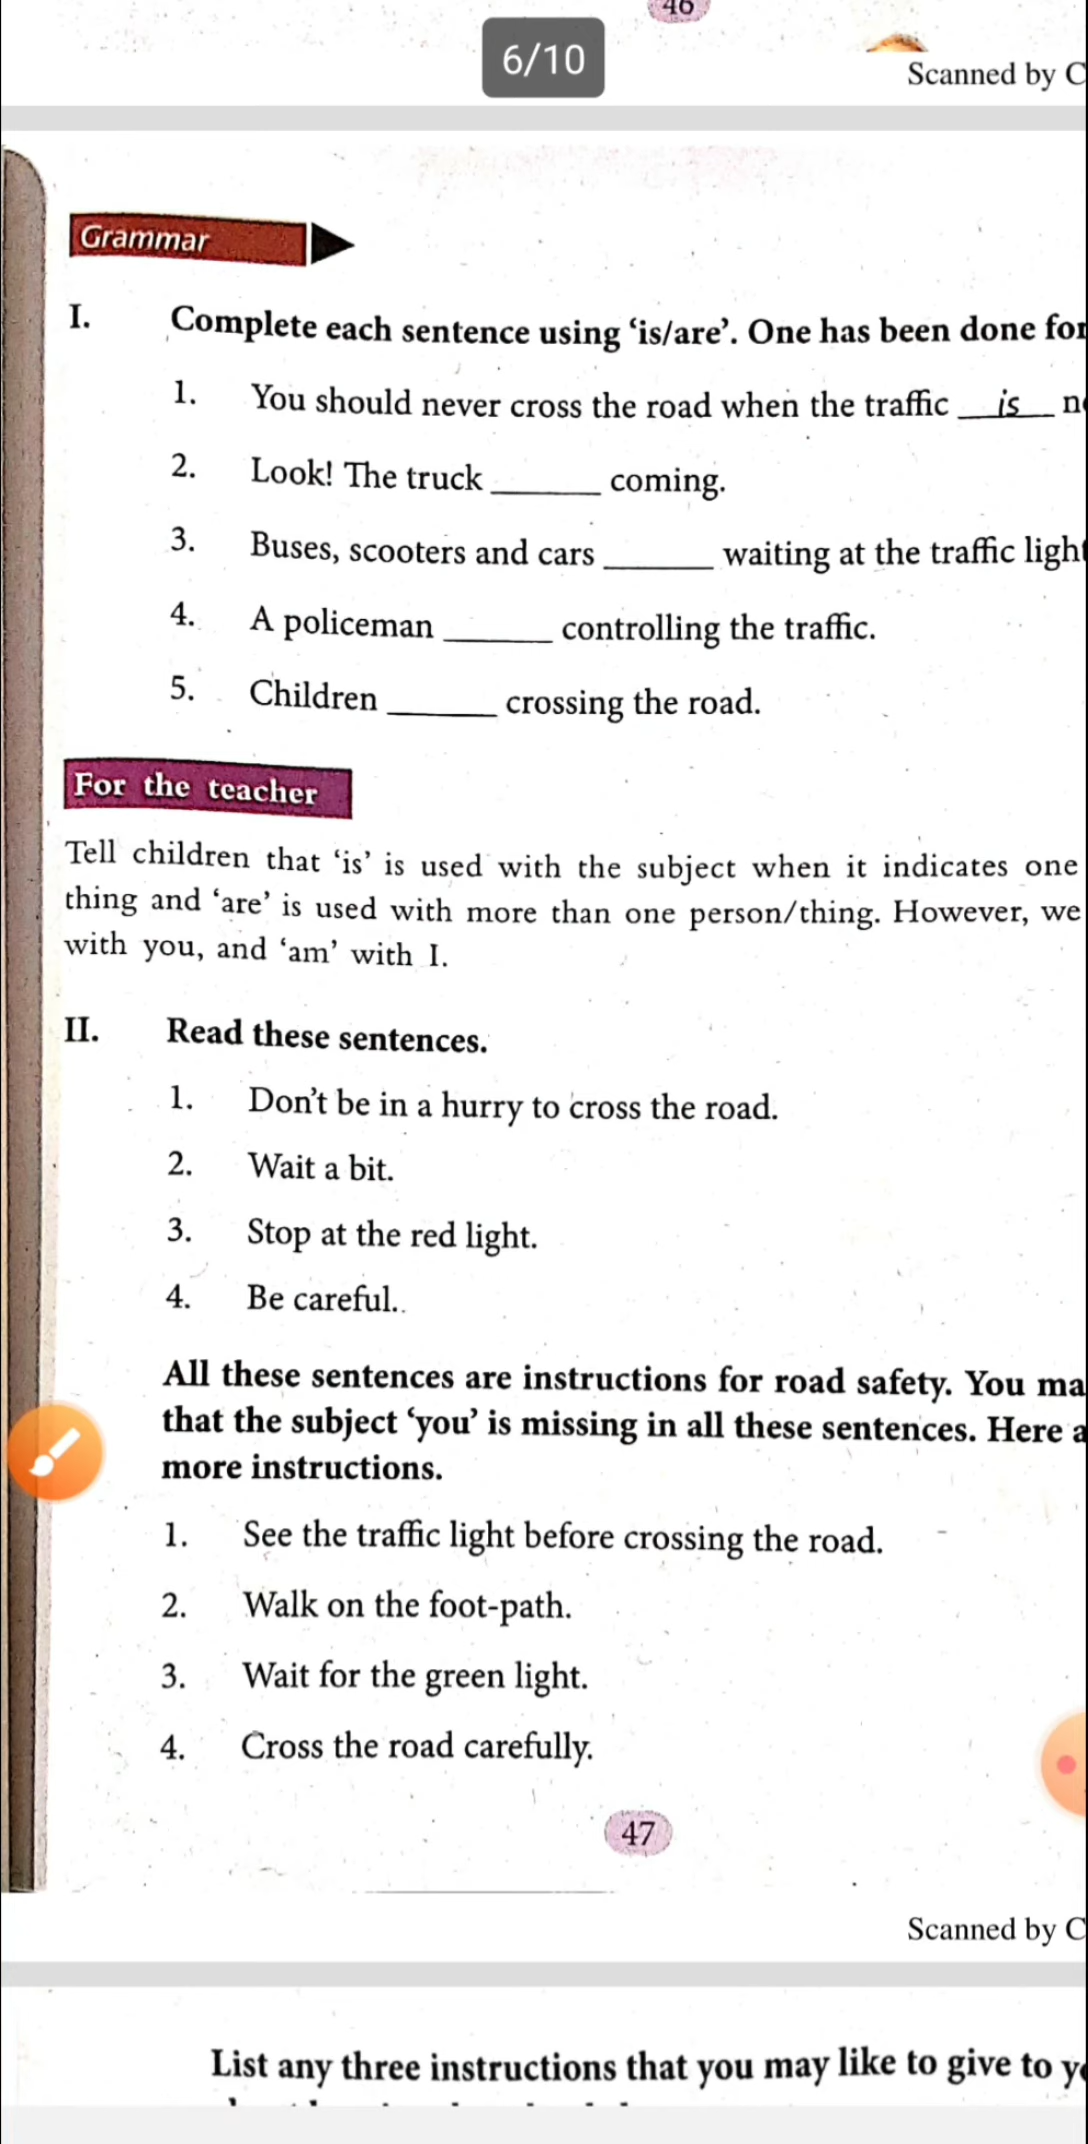 46
6/10
Scanned by C
Grammar
I. Complete each sentence using ‘is/are’. One has been done for
1. You should never cross the road when the traffic is n
2. Look! The truck ______ coming.
3. Buses, scooters and cars ______ waiting at the traffic light
4. A policeman ______ controlling the traffic.
5. Children ______ crossing the road.
For the teacher
Tell children that ‘is’ is used with the subject when it indicates one
thing and ‘are’ is used with more than one person/thing. However, we
with you, and ‘am’ with I.
II. Read these sentences.
1. Don’t be in a hurry to cross the road.
2. Wait a bit.
3. Stop at the red light.
4. Be careful.
All these sentences are instructions for road safety. You ma
that the subject ‘you’ is missing in all these sentences. Here a
more instructions.
1. See the traffic light before crossing the road.
2. Walk on the foot-path.
3. Wait for the green light.
4. Cross the road carefully.
47
Scanned by C
List any three instructions that you may like to give to y